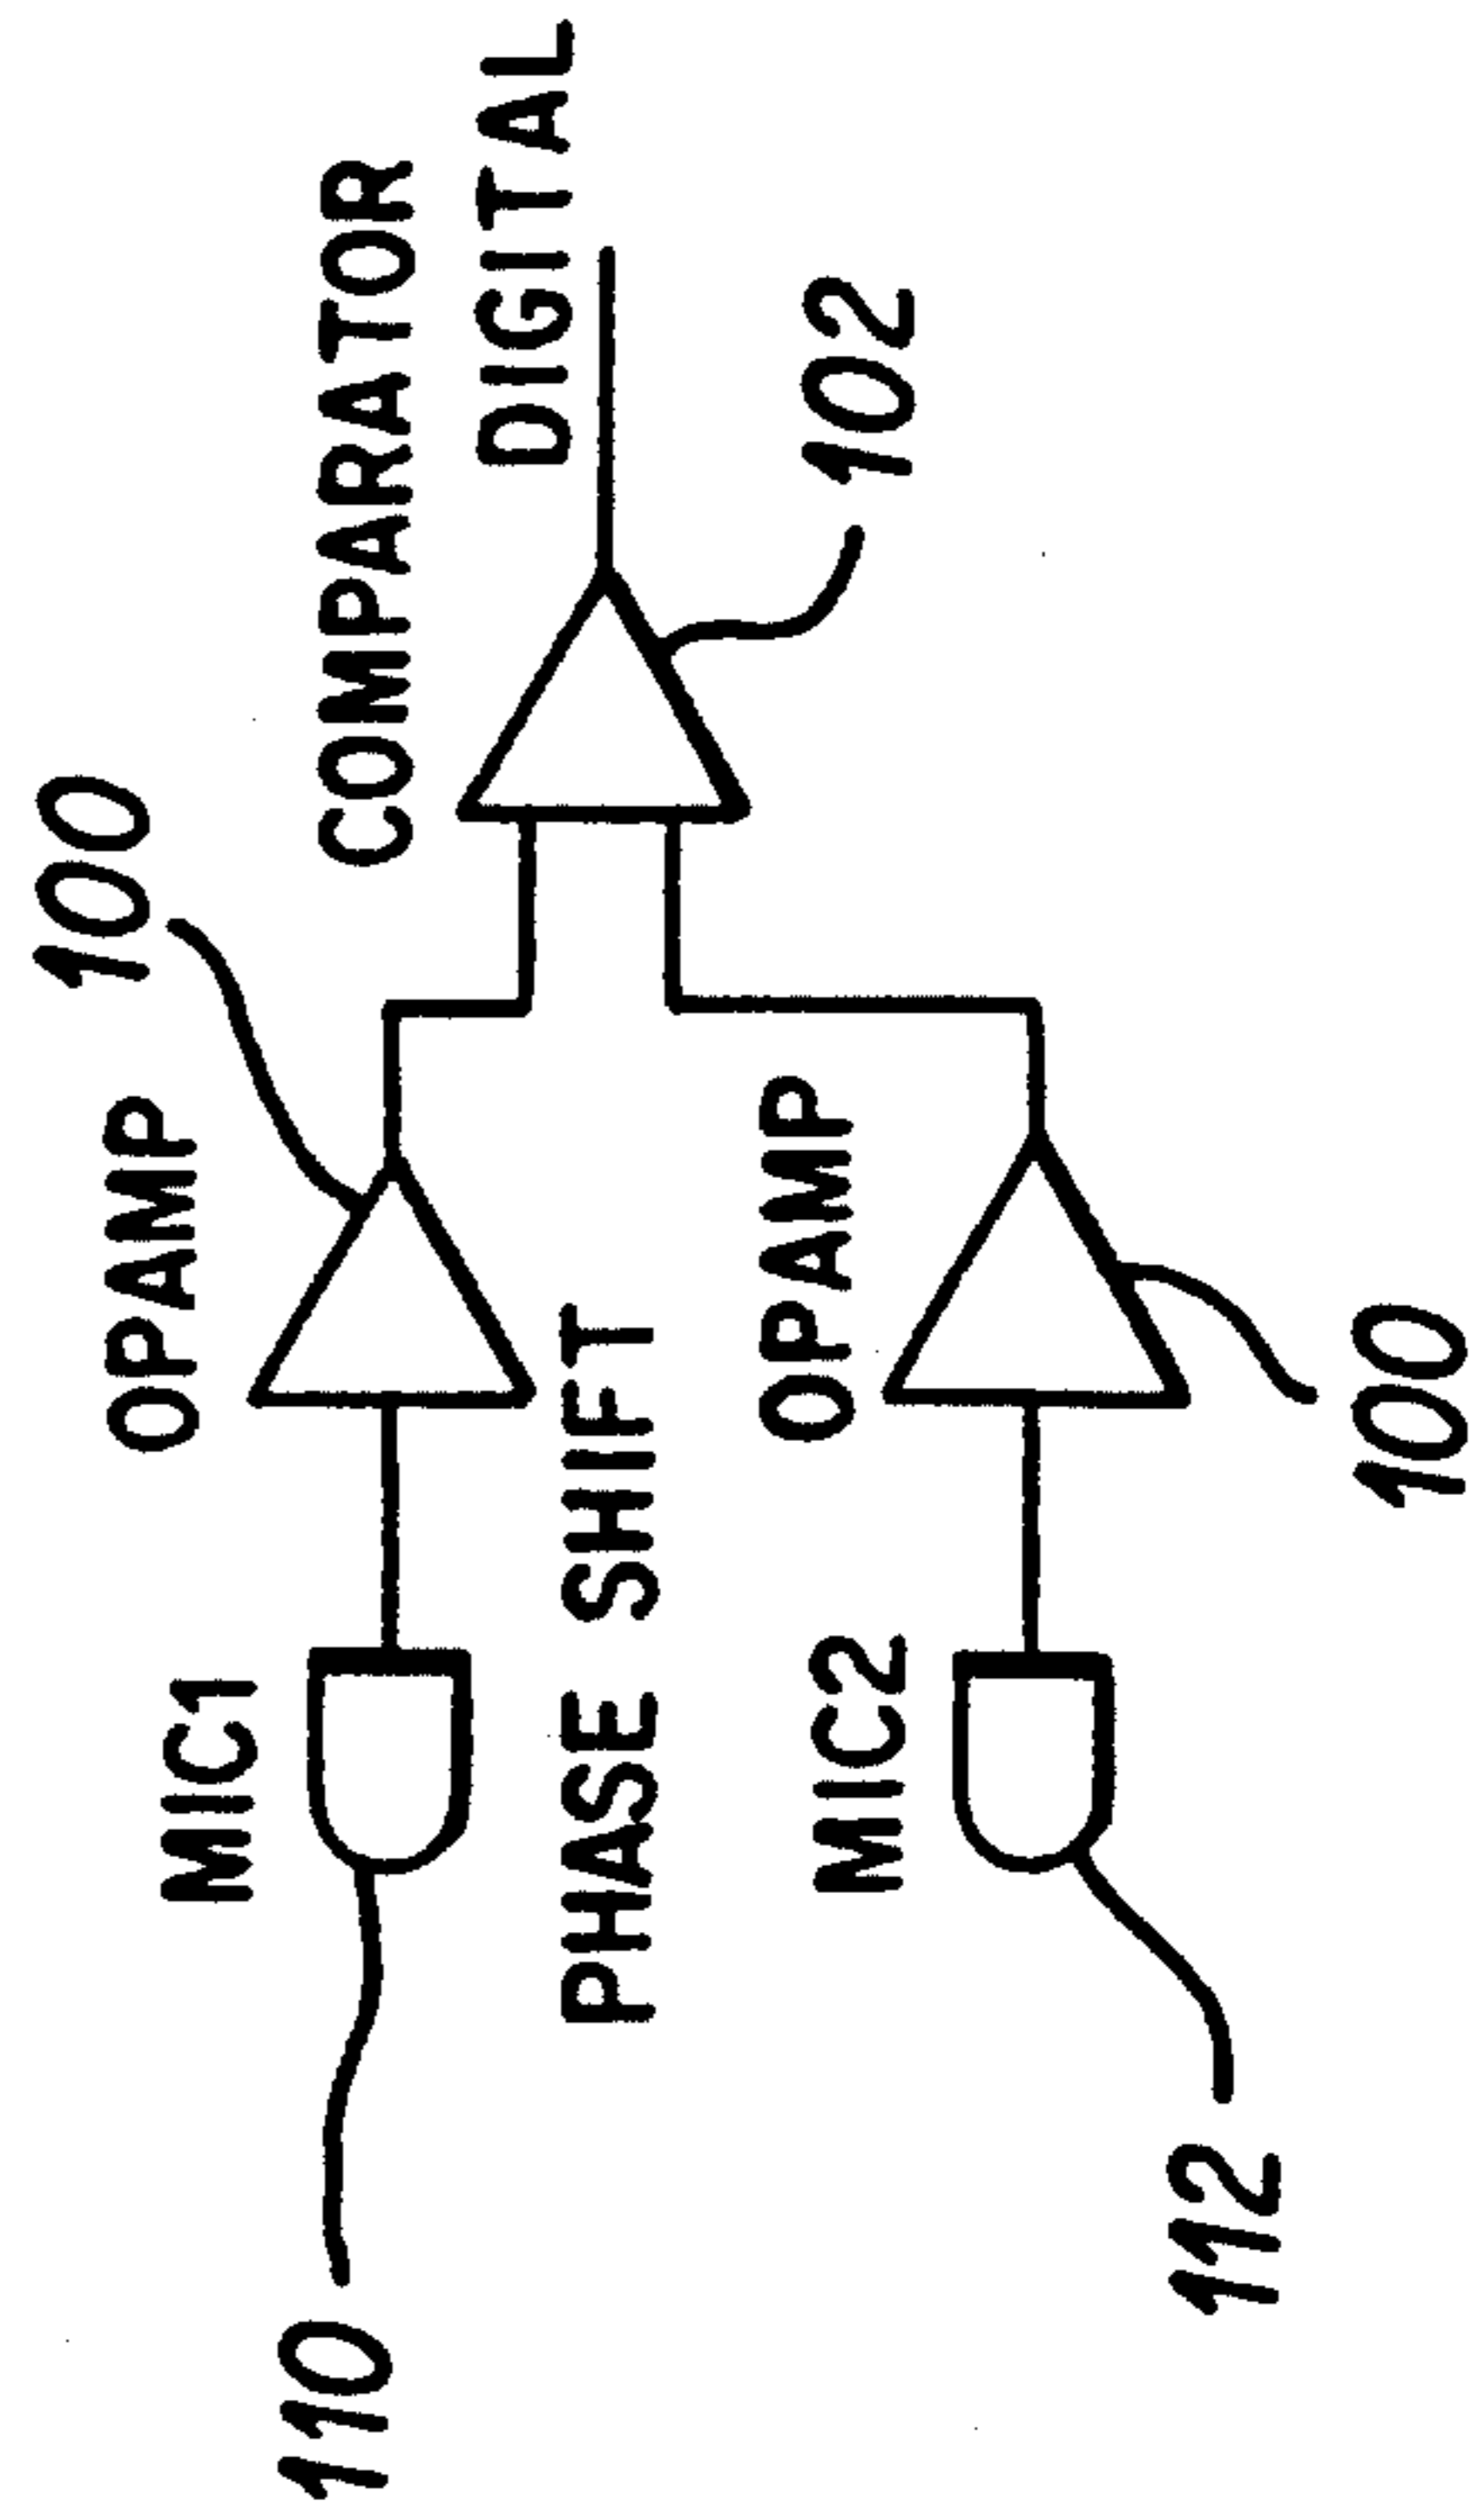 100
OPAMP
MIC1
110
COMPARATOR
DIGITAL
PHASE SHIFT
102
OPAMP
MIC2
112
100